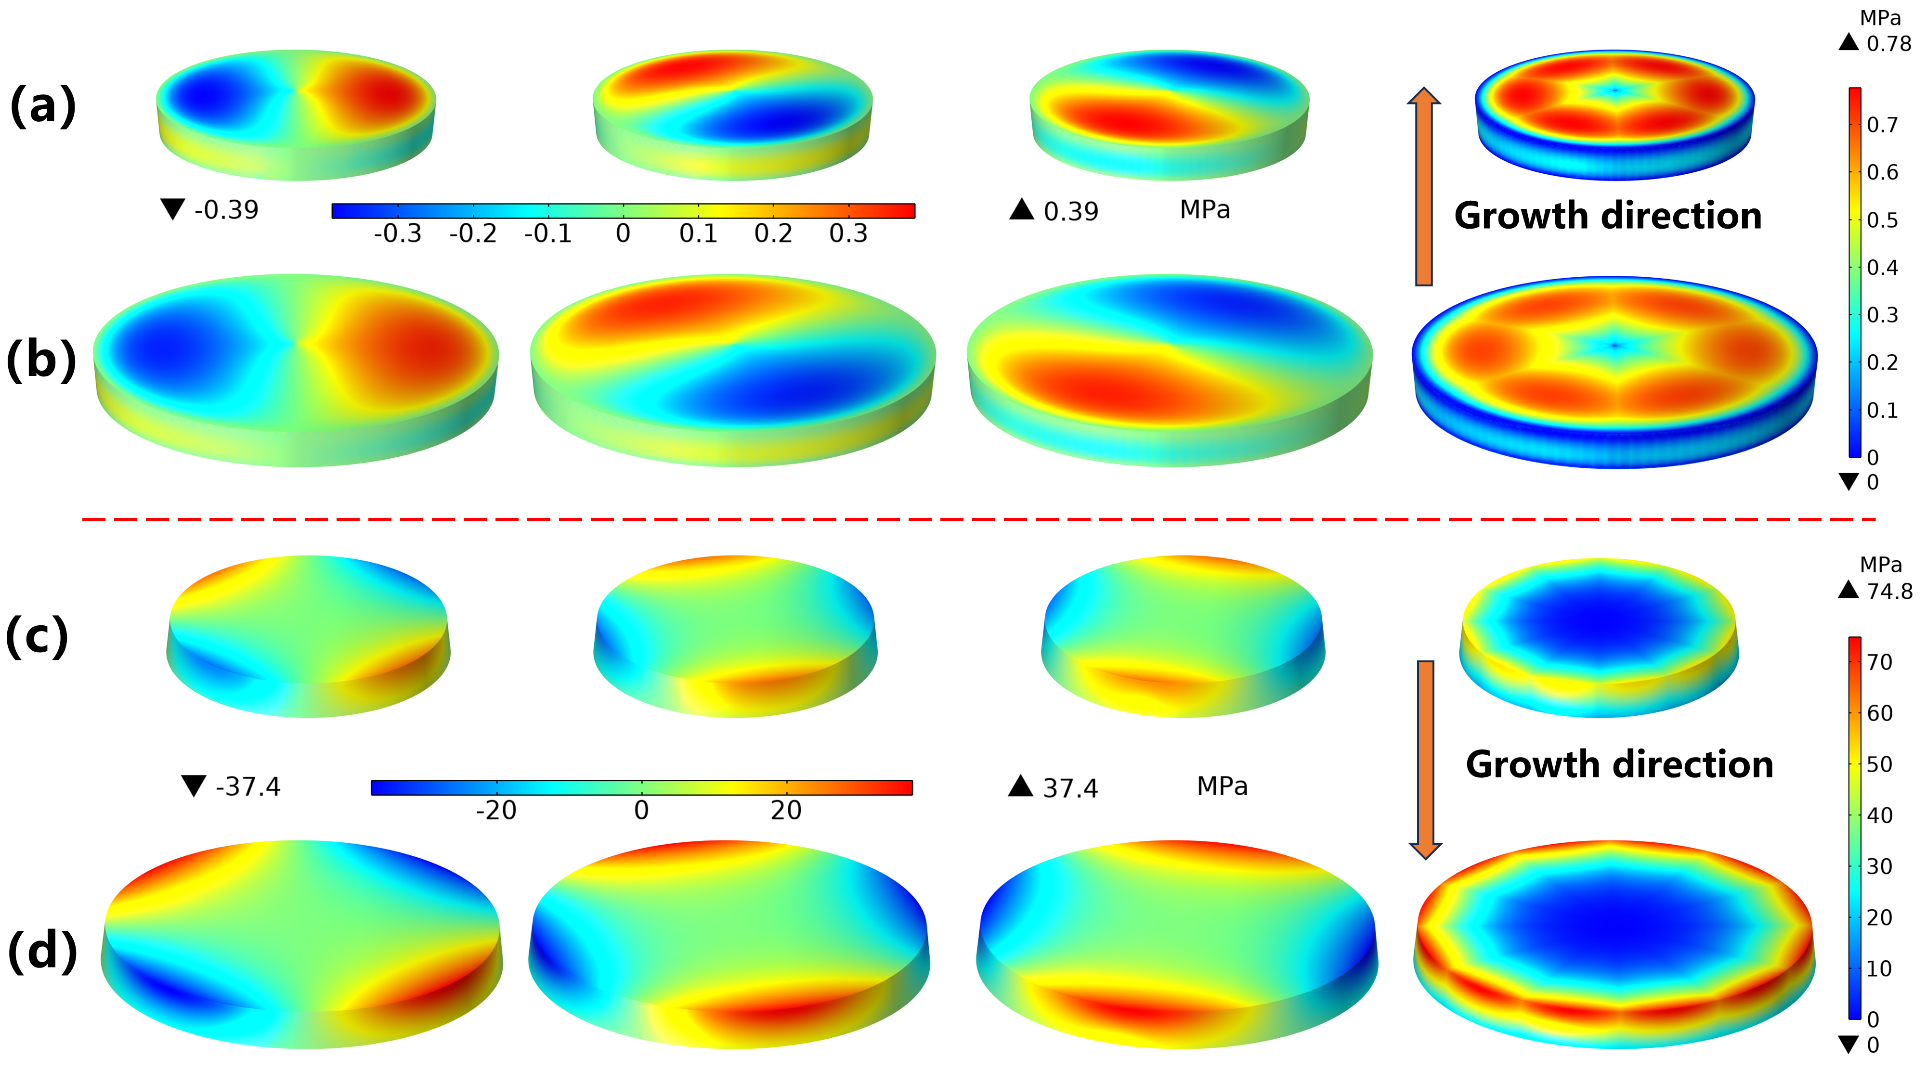 MPa
▲ 0.78
(a)
0.7
0.6
▼ -0.39
▲ 0.39 MPa
Growth direction
0.5
-0.3 -0.2 -0.1 0 0.1 0.2 0.3
0.4
0.3
(b)
0.2
0.1
0
▼ 0
MPa
▲ 74.8
(c)
70
60
Growth direction
50
▼ -37.4
▲ 37.4 MPa
-20 0 20
40
30
20
(d)
10
0
▼ 0